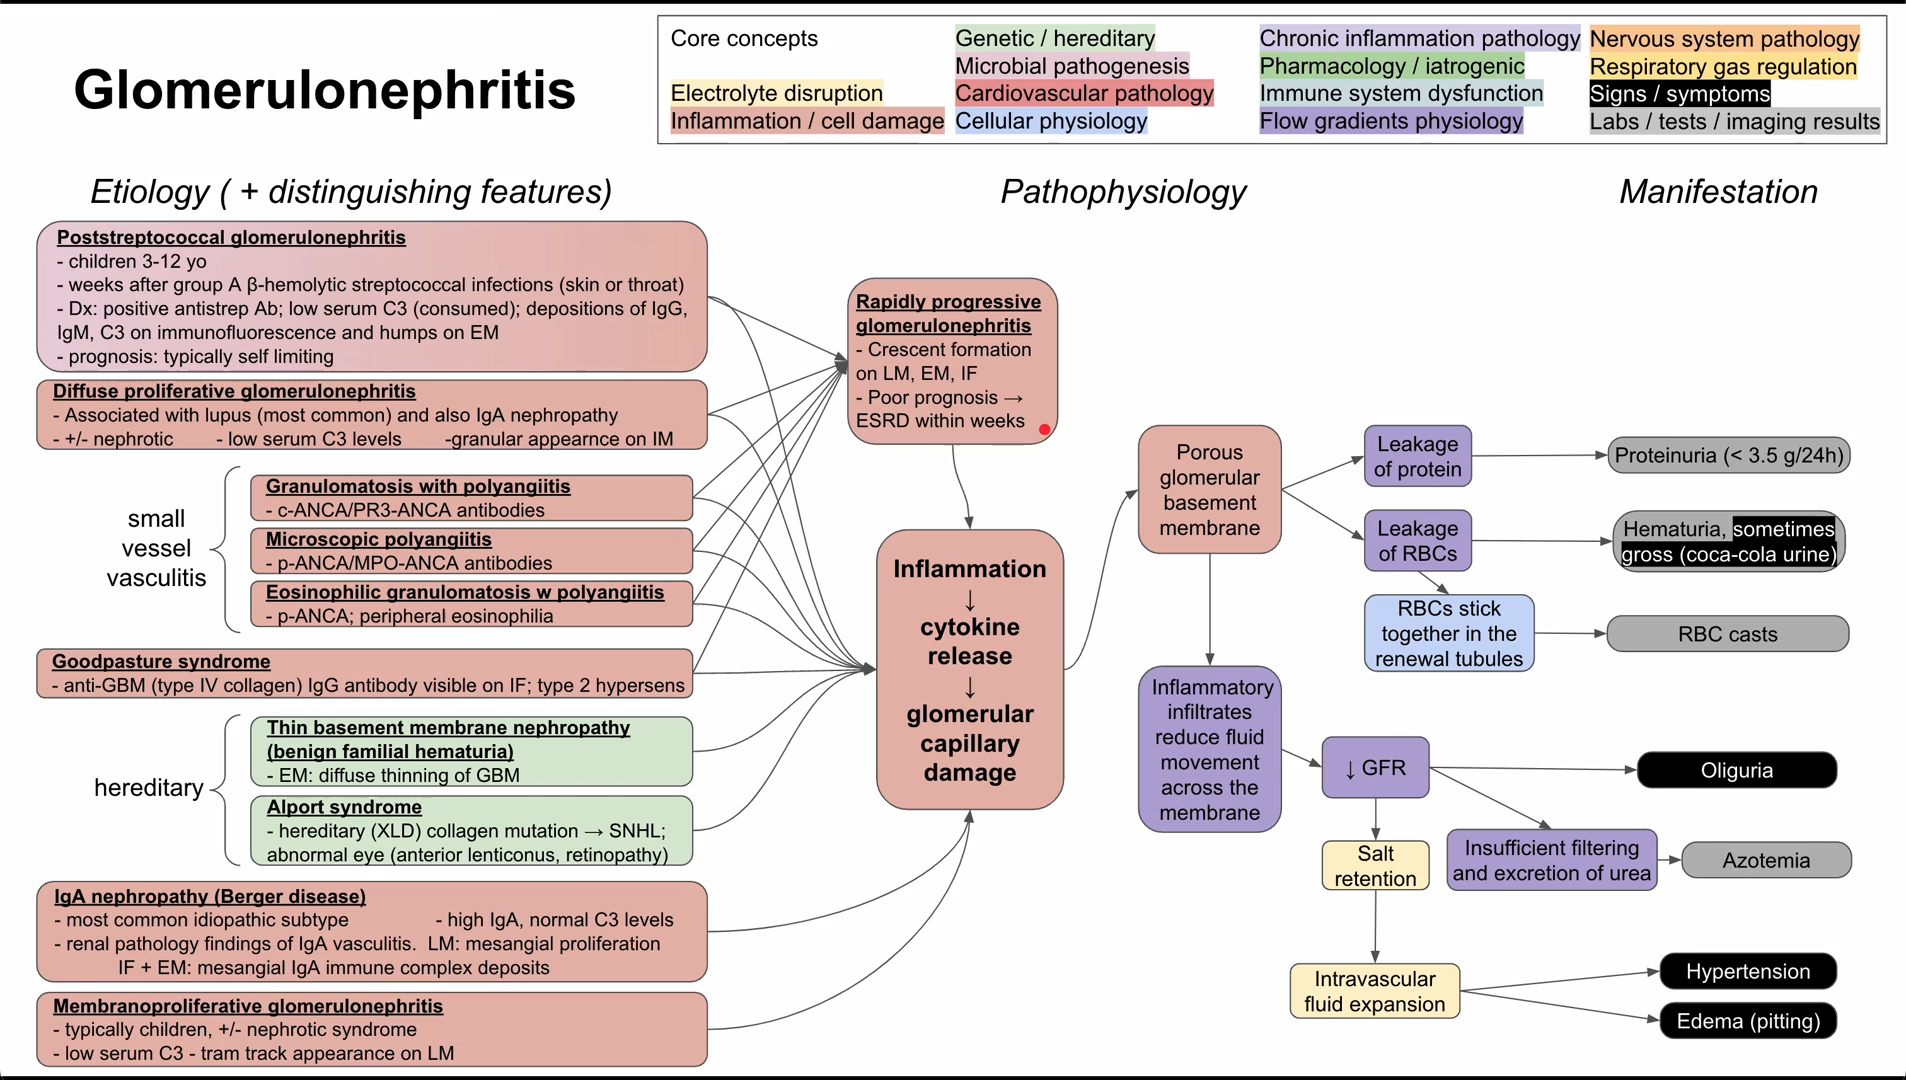 Glomerulonephritis
Core concepts
Electrolyte disruption
Inflammation / cell damage
Genetic / hereditary
Microbial pathogenesis
Cardiovascular pathology
Cellular physiology
Chronic inflammation pathology
Pharmacology / iatrogenic
Immune system dysfunction
Flow gradients physiology
Nervous system pathology
Respiratory gas regulation
Signs / symptoms
Labs / tests / imaging results
Etiology ( + distinguishing features)
Pathophysiology
Manifestation
Poststreptococcal glomerulonephritis
- children 3-12 yo
- weeks after group A β-hemolytic streptococcal infections (skin or throat)
- Dx: positive antistrep Ab; low serum C3 (consumed); depositions of IgG,
IgM, C3 on immunofluorescence and humps on EM
- prognosis: typically self limiting
Diffuse proliferative glomerulonephritis
- Associated with lupus (most common) and also IgA nephropathy
- +/- nephrotic - low serum C3 levels -granular appearnce on IM
small
vessel
vasculitis
Granulomatosis with polyangiitis
- c-ANCA/PR3-ANCA antibodies
Microscopic polyangiitis
- p-ANCA/MPO-ANCA antibodies
Eosinophilic granulomatosis w polyangiitis
- p-ANCA; peripheral eosinophilia
Goodpasture syndrome
- anti-GBM (type IV collagen) IgG antibody visible on IF; type 2 hypersens
hereditary
Thin basement membrane nephropathy
(benign familial hematuria)
- EM: diffuse thinning of GBM
Alport syndrome
- hereditary (XLD) collagen mutation → SNHL;
abnormal eye (anterior lenticonus, retinopathy)
IgA nephropathy (Berger disease)
- most common idiopathic subtype - high IgA, normal C3 levels
- renal pathology findings of IgA vasculitis. LM: mesangial proliferation
IF + EM: mesangial IgA immune complex deposits
Membranoproliferative glomerulonephritis
- typically children, +/- nephrotic syndrome
- low serum C3 - tram track appearance on LM
Rapidly progressive
glomerulonephritis
- Crescent formation
on LM, EM, IF
- Poor prognosis →
ESRD within weeks
Inflammation
↓
cytokine
release
↓
glomerular
capillary
damage
Porous
glomerular
basement
membrane
Inflammatory
infiltrates
reduce fluid
movement
across the
membrane
Leakage
of protein
Leakage
of RBCs
RBCs stick
together in the
renewal tubules
↓ GFR
Salt
retention
Insufficient filtering
and excretion of urea
Intravascular
fluid expansion
Proteinuria (< 3.5 g/24h)
Hematuria, sometimes
gross (coca-cola urine)
RBC casts
Oliguria
Azotemia
Hypertension
Edema (pitting)